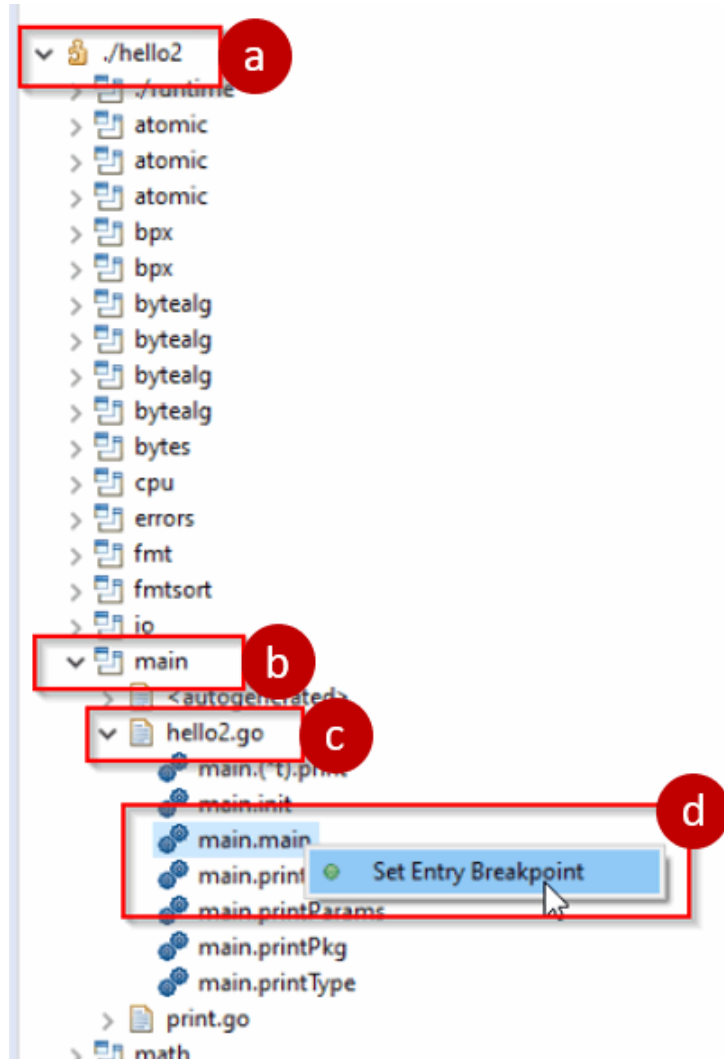 ./hello2 a
./runtime
atomic
atomic
atomic
bpx
bpx
bytealg
bytealg
bytealg
bytealg
bytes
cpu
errors
fmt
fmtsort
io
main b
<autogenerated>
hello2.go c
main.(*t).print
main.init
d
main.main
main.print Set Entry Breakpoint
main.printParams
main.printPkg
main.printType
print.go
math